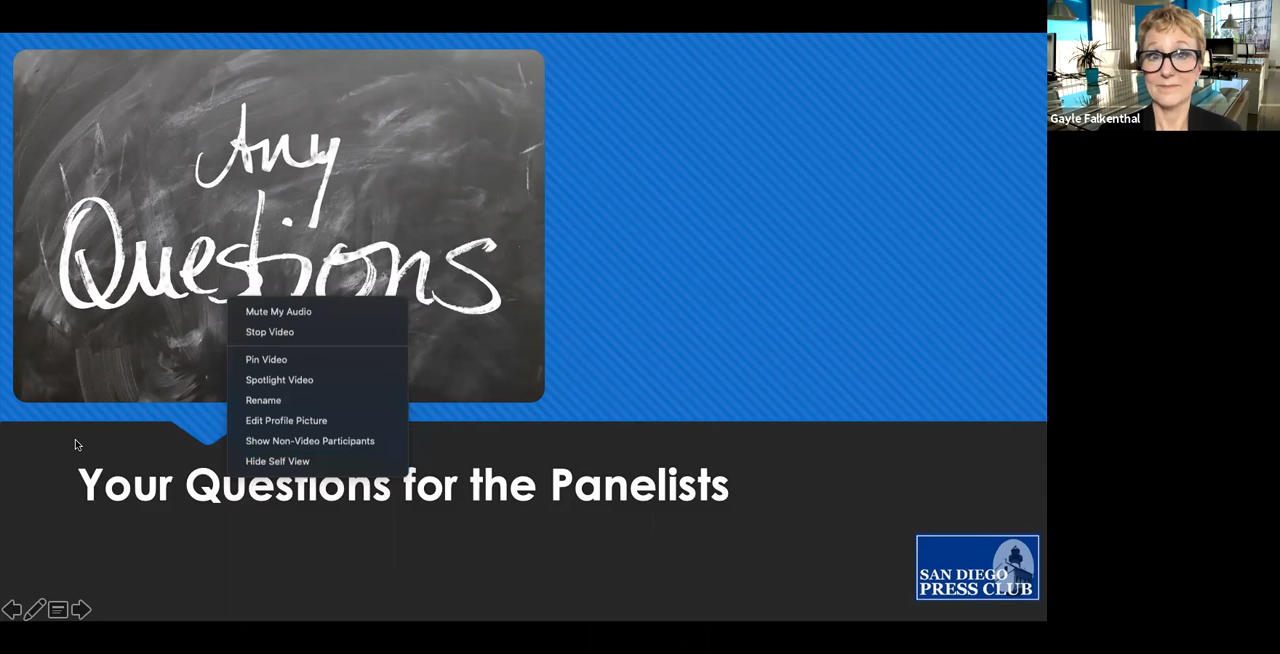 Any
Questions
Mute My Audio
Stop Video
Pin Video
Spotlight Video
Rename
Edit Profile Picture
Show Non-Video Participants
Hide Self View
Your Questions for the Panelists
SAN DIEGO
PRESS CLUB
Gayle Falkenthal